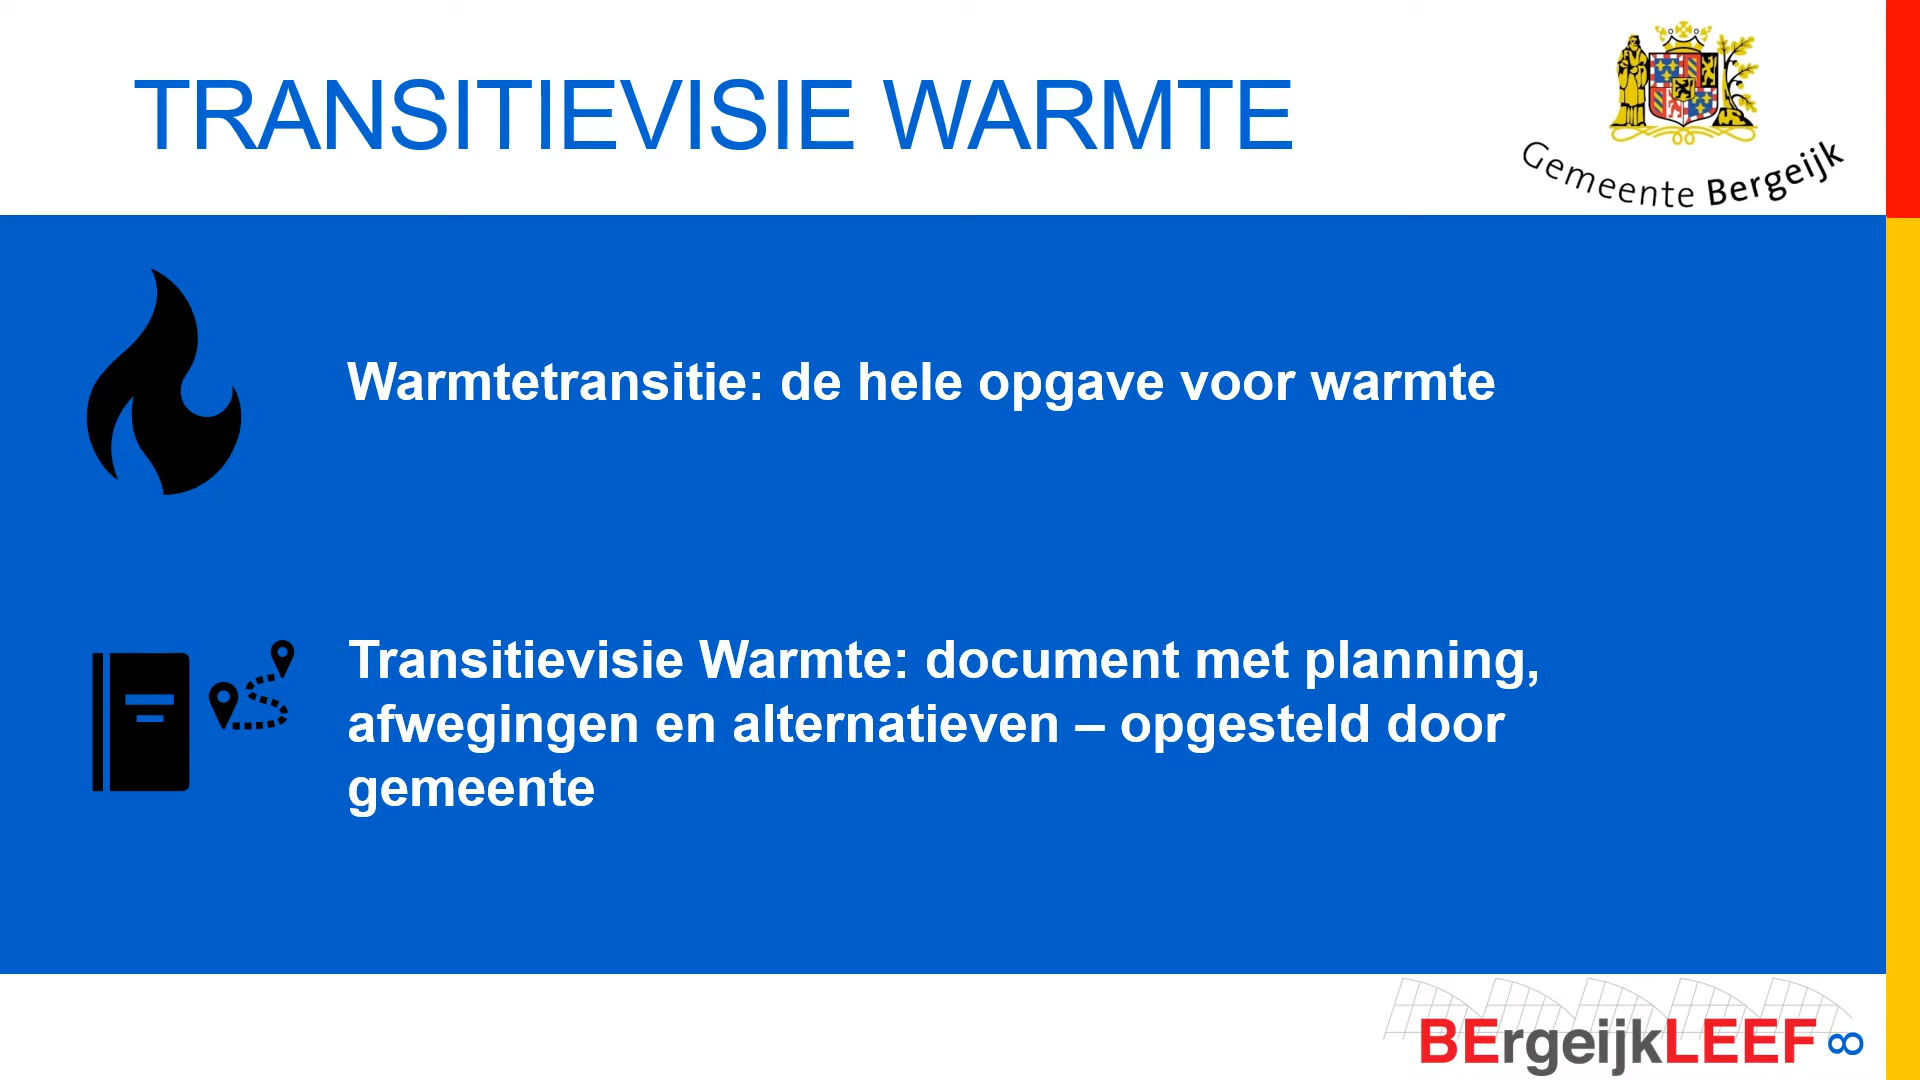 TRANSITIEVISIE WARMTE
Gemeente Bergeijk
Warmtetransitie: de hele opgave voor warmte
Transitievisie Warmte: document met planning,
afwegingen en alternatieven – opgesteld door
gemeente
BErgeijkLEEF 8